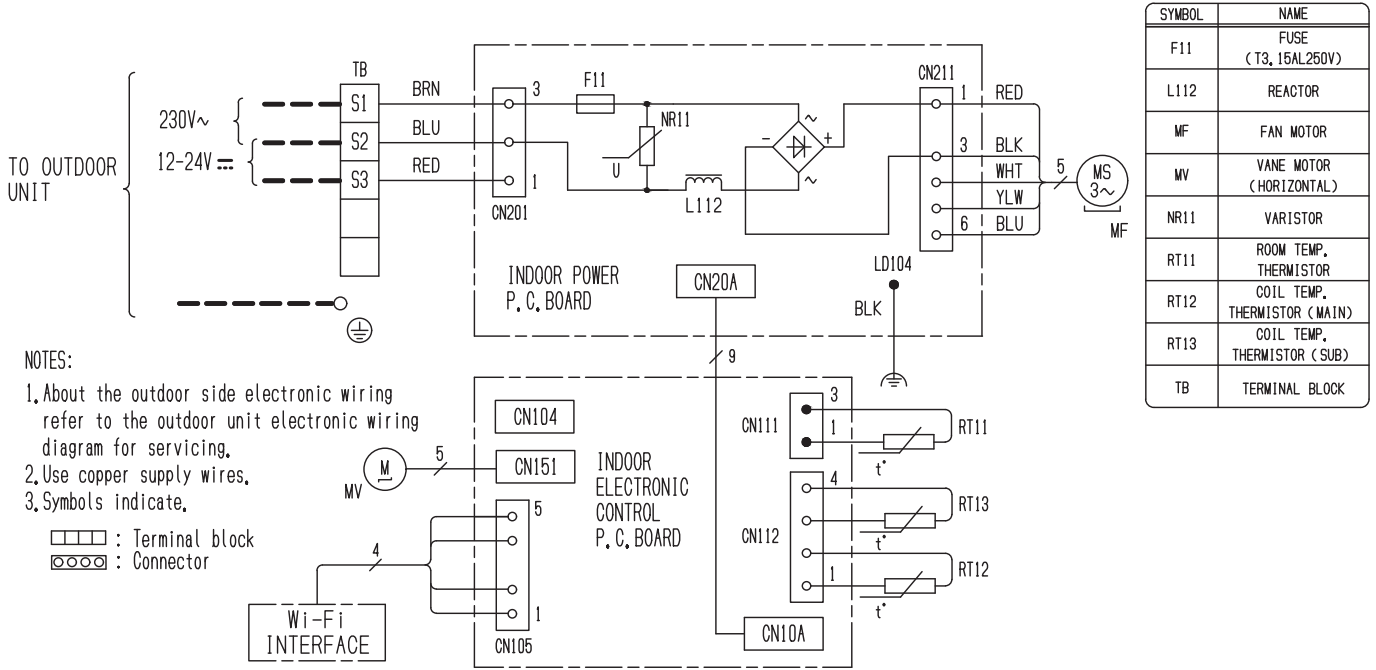 TO OUTDOOR
UNIT
230V~
12-24V
TB
S1
S2
S3
BRN
BLU
RED
3
1
CN201
F11
NR11
U
L112
~
-
+
~
CN211
1
3
6
RED
BLK
WHT
YLW
BLU
5
MS
3~
MF
INDOOR POWER
P.C.BOARD
CN20A
LD104
BLK
9
NOTES:
1.About the outdoor side electronic wiring
refer to the outdoor unit electronic wiring
diagram for servicing.
2.Use copper supply wires.
3.Symbols indicate.
: Terminal block
: Connector
M
MV
5
CN104
CN151
INDOOR
ELECTRONIC
CONTROL
P.C.BOARD
5
1
CN105
4
Wi-Fi
INTERFACE
CN111
3
1
RT11
t°
CN112
4
1
RT13
t°
RT12
t°
CN10A
SYMBOL NAME
F11 FUSE
(T3.15AL250V)
L112 REACTOR
MF FAN MOTOR
MV VANE MOTOR
(HORIZONTAL)
NR11 VARISTOR
RT11 ROOM TEMP.
THERMISTOR
RT12 COIL TEMP.
THERMISTOR (MAIN)
RT13 COIL TEMP.
THERMISTOR (SUB)
TB TERMINAL BLOCK